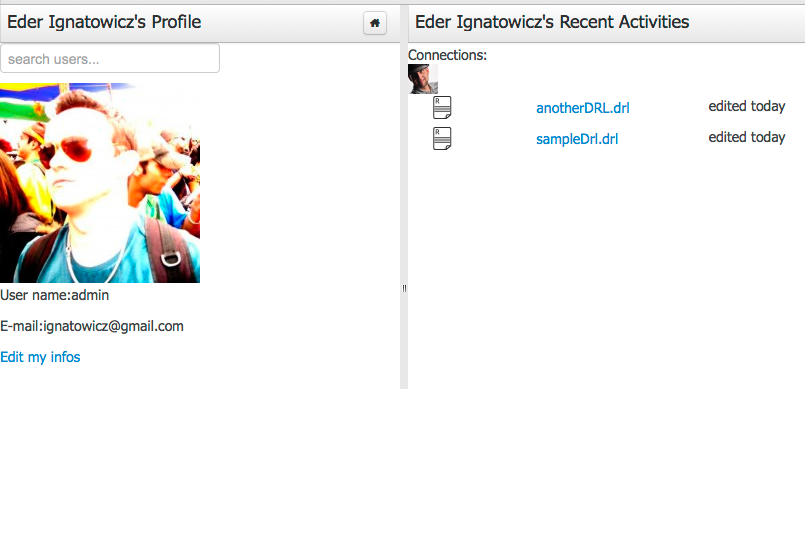 Eder Ignatowicz's Profile
search users...
User name:admin
E-mail:ignatowicz@gmail.com
Edit my infos
Eder Ignatowicz's Recent Activities
Connections:
R anotherDRL.drl edited today
R sampleDrl.drl edited today